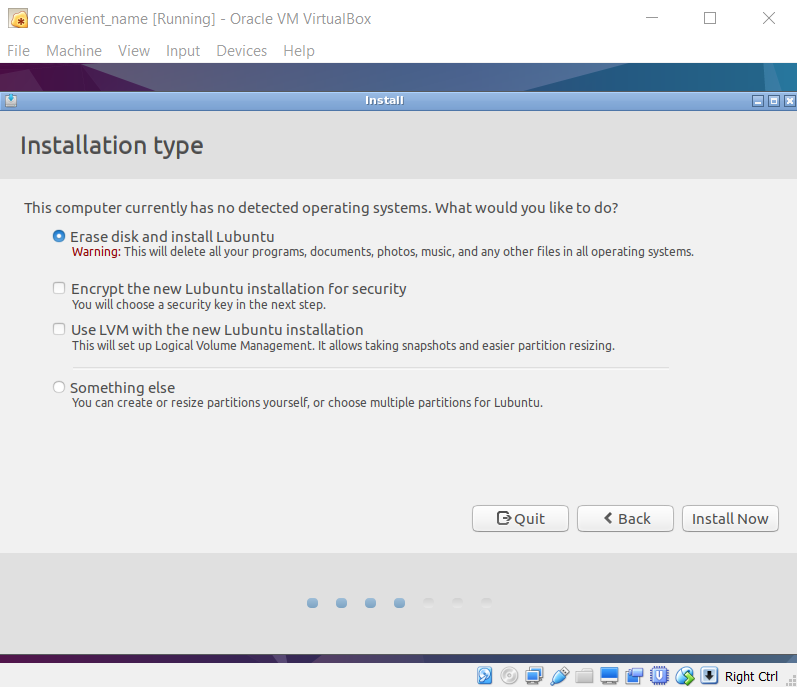 convenient_name [Running] - Oracle VM VirtualBox
File Machine View Input Devices Help
Install
Installation type
This computer currently has no detected operating systems. What would you like to do?
Erase disk and install Lubuntu
Warning: This will delete all your programs, documents, photos, music, and any other files in all operating systems.
Encrypt the new Lubuntu installation for security
You will choose a security key in the next step.
Use LVM with the new Lubuntu installation
This will set up Logical Volume Management. It allows taking snapshots and easier partition resizing.
Something else
You can create or resize partitions yourself, or choose multiple partitions for Lubuntu.
Quit Back Install Now
Right Ctrl